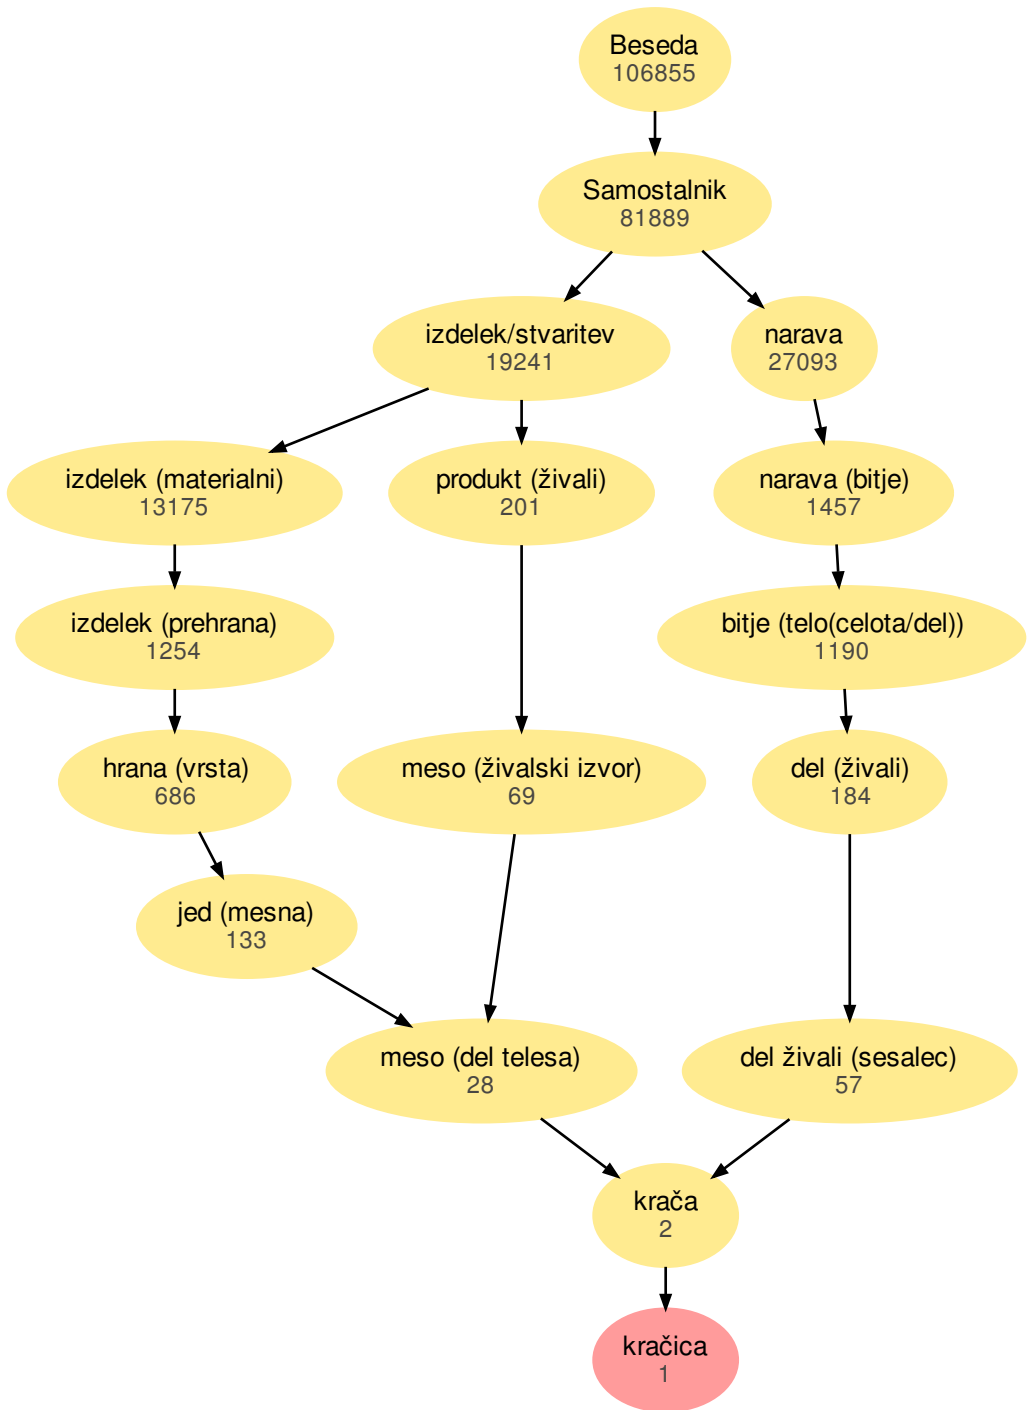 Beseda
106855
Samostalnik
81889
izdelek/stvaritev
19241
narava
27093
izdelek (materialni)
13175
produkt (živali)
201
narava (bitje)
1457
izdelek (prehrana)
1254
bitje (telo(celota/del))
1190
hrana (vrsta)
686
meso (živalski izvor)
69
del (živali)
184
jed (mesna)
133
meso (del telesa)
28
del živali (sesalec)
57
krača
2
kračica
1